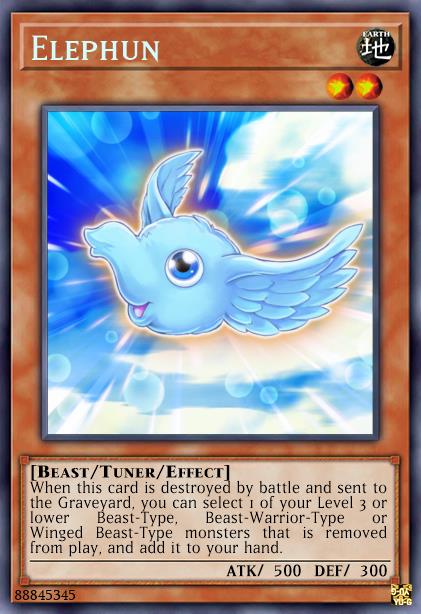 ELEPHUN
EARTH
地
[BEAST/TUNER/EFFECT]
When this card is destroyed by battle and sent to
the Graveyard, you can select 1 of your Level 3 or
lower Beast-Type, Beast-Warrior-Type or
Winged Beast-Type monsters that is removed
from play, and add it to your hand.
ATK/ 500 DEF/ 300
88845345